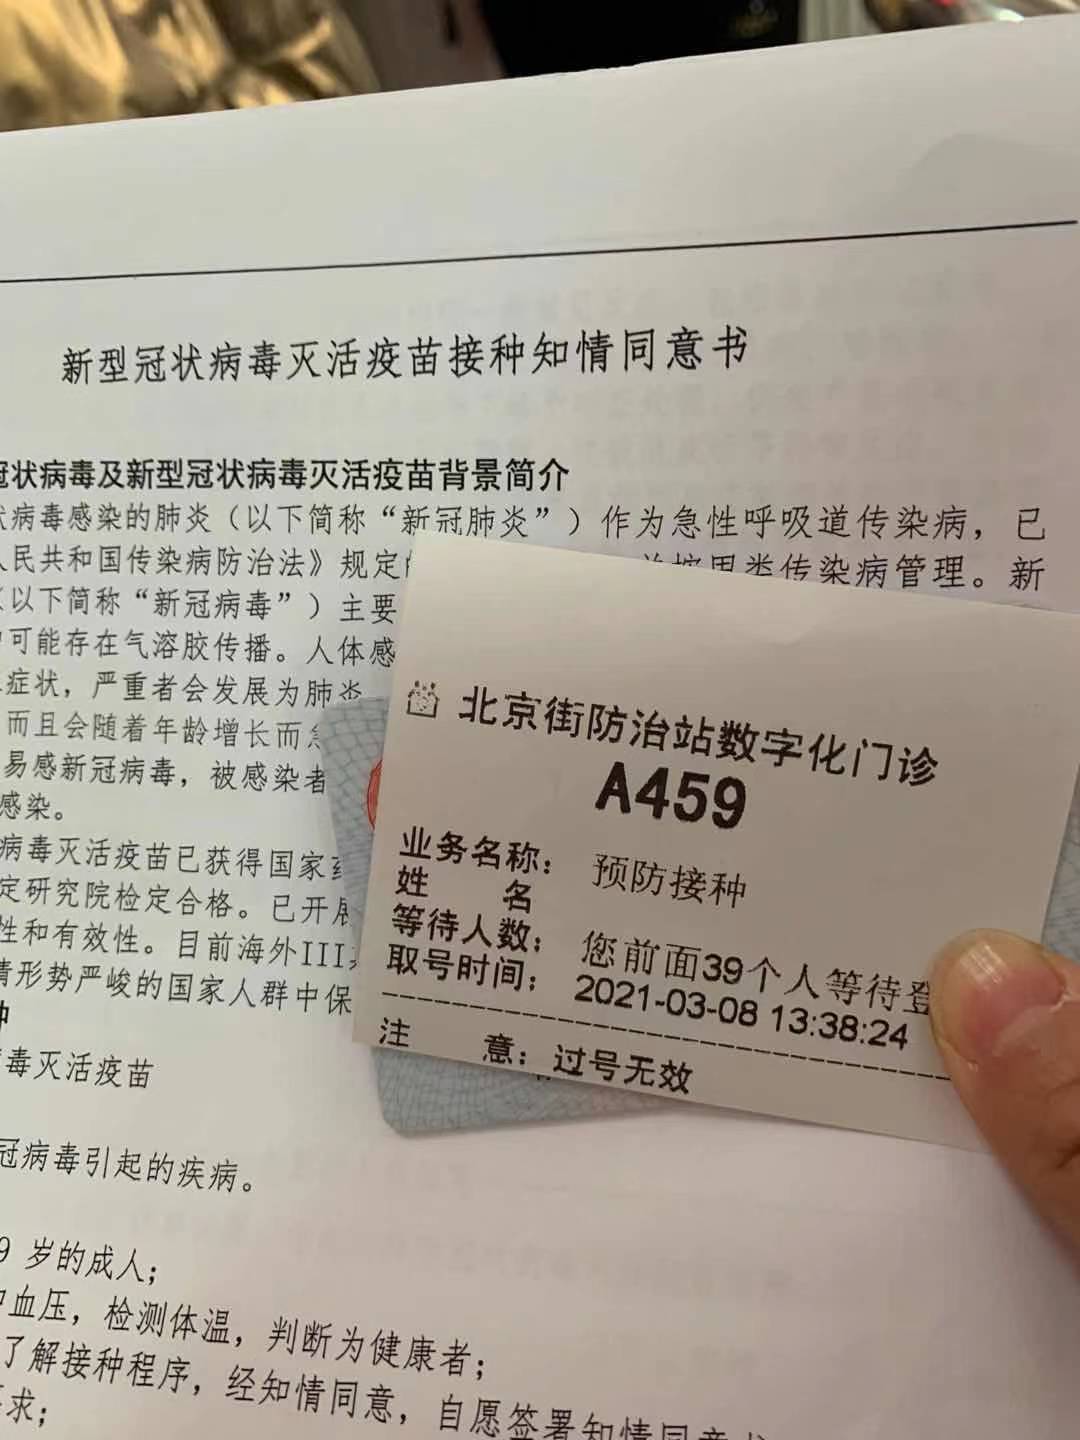 新型冠状病毒灭活疫苗接种知情同意书
冠状病毒及新型冠状病毒灭活疫苗背景简介
状病毒感染的肺炎（以下简称“新冠肺炎”）作为急性呼吸道传染病，已
人民共和国传染病防治法》规定的
甲类传染病管理。新
（以下简称“新冠病毒”）主要
可能存在气溶胶传播。人体感
症状，严重者会发展为肺炎
而且会随着年龄增长而急
易感新冠病毒，被感染者
感染。
病毒灭活疫苗已获得国家药
定研究院检定合格。已开展
性和有效性。目前海外III期
情形势严峻的国家人群中保
种
毒灭活疫苗
冠病毒引起的疾病。
9 岁的成人；
血压，检测体温，判断为健康者；
了解接种程序，经知情同意，自愿签署知情同意书
求；
北京街防治站数字化门诊
A459
业务名称： 预防接种
姓 名
等待人数： 您前面39个人等待登
取号时间： 2021-03-08 13:38:24
注 意：过号无效